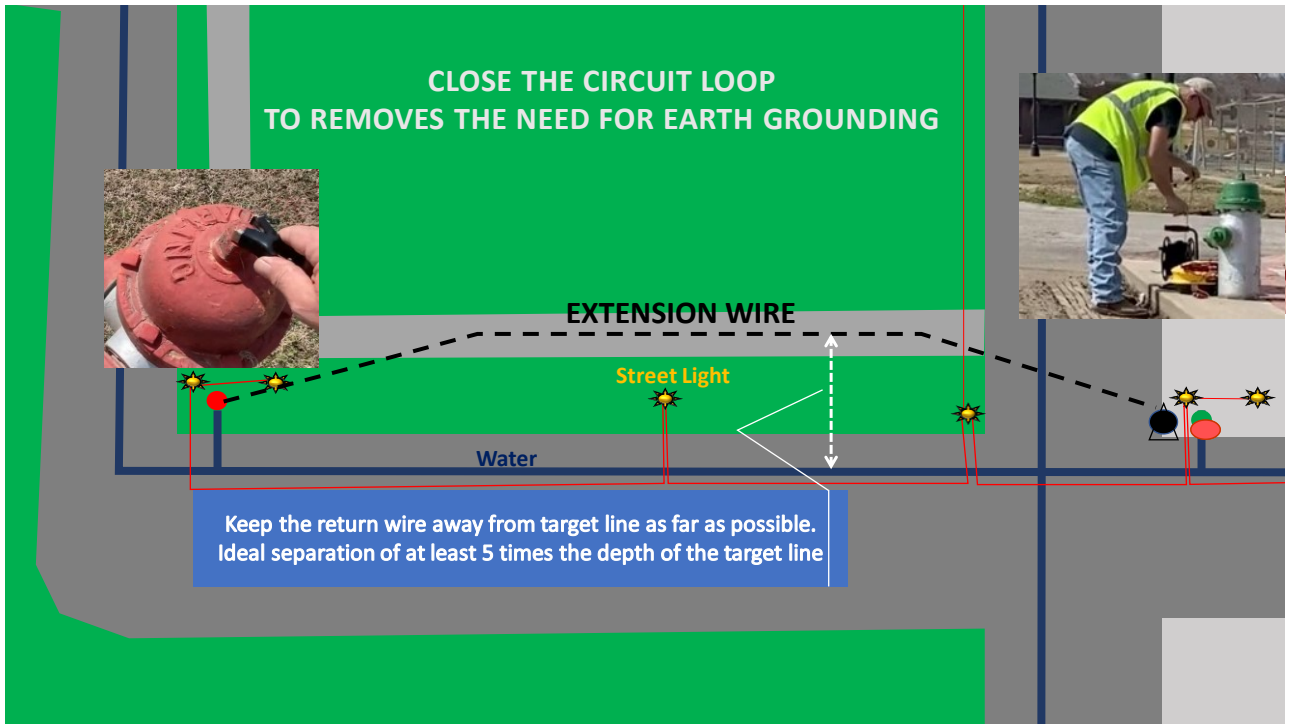 CLOSE THE CIRCUIT LOOP
TO REMOVES THE NEED FOR EARTH GROUNDING
EXTENSION WIRE
Street Light
Water
Keep the return wire away from target line as far as possible.
Ideal separation of at least 5 times the depth of the target line